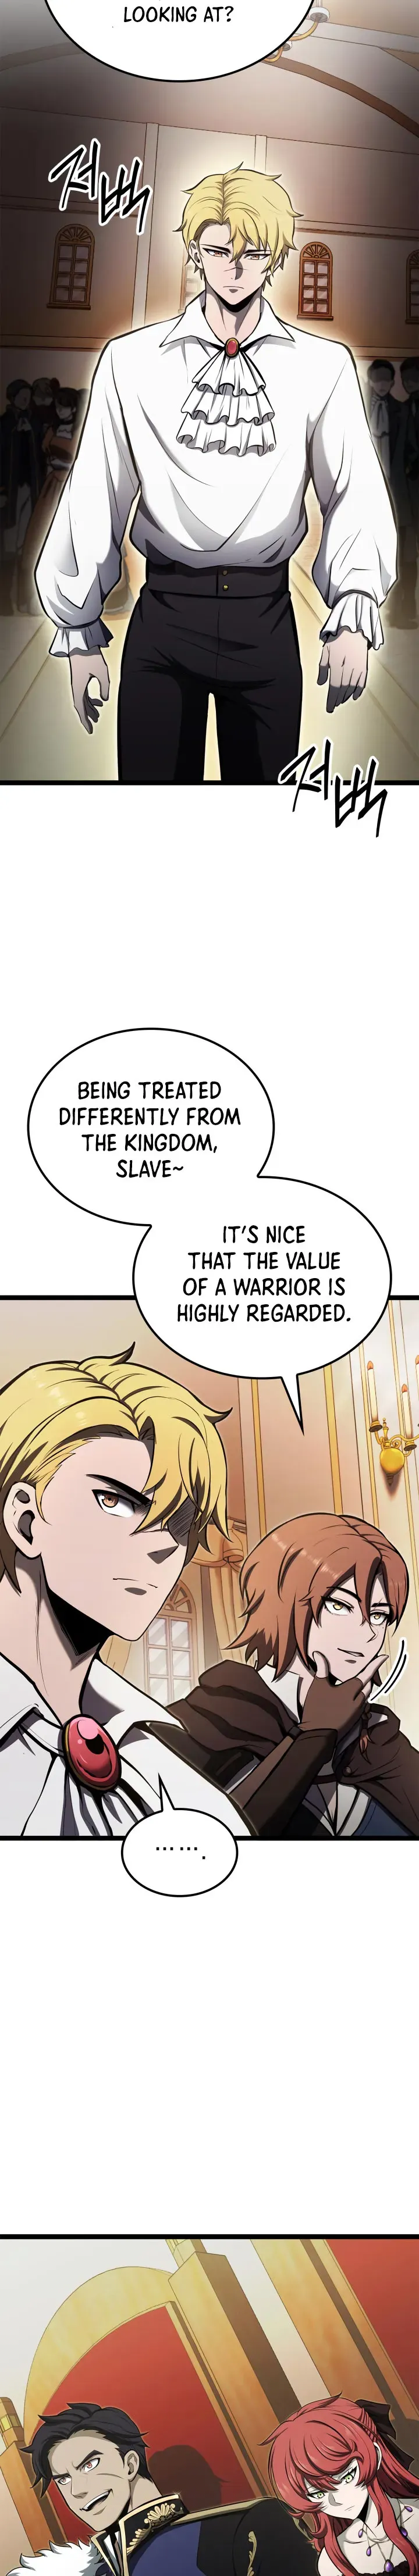 LOOKING AT?
저벅
저벅
BEING TREATED
DIFFERENTLY FROM
THE KINGDOM,
SLAVE~
IT'S NICE
THAT THE VALUE
OF A WARRIOR IS
HIGHLY REGARDED.
... ... .